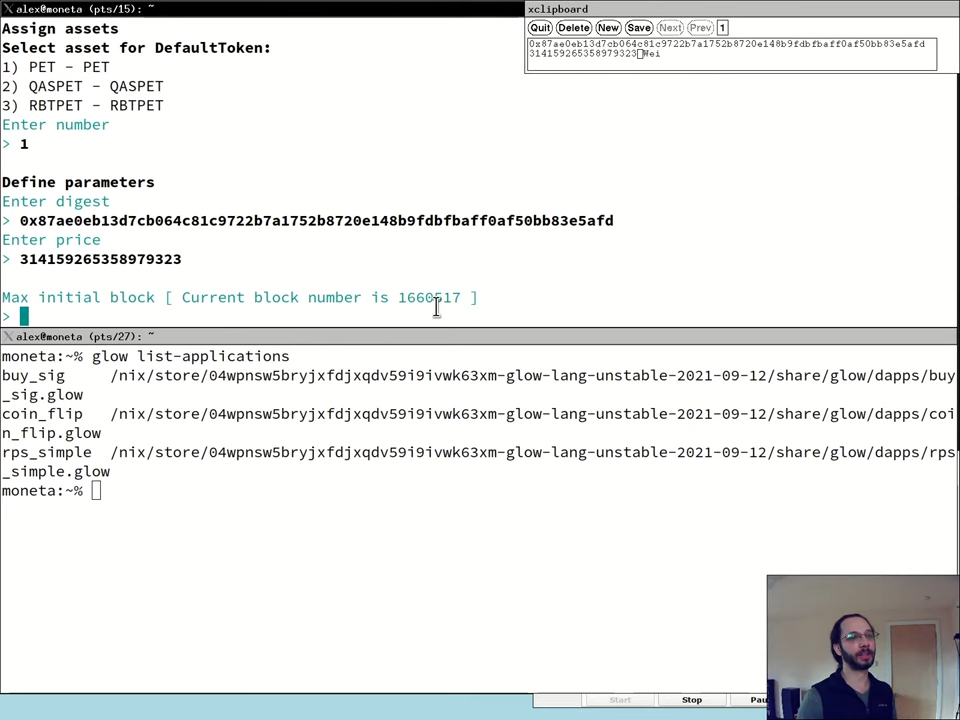 alex@moneta (pts/15): ~
Assign assets
Select asset for DefaultToken:
1) PET - PET
2) QASPET - QASPET
3) RBTPET - RBTPET
Enter number
> 1
Define parameters
Enter digest
> 0x87ae0eb13d7cb064c81c9722b7a1752b8720e148b9fdbfbaff0af50bb83e5afd
Enter price
> 314159265358979323
Max initial block [ Current block number is 1660517 ]
>
xclipboard
Quit Delete New Save Next Prev 1
0x87ae0eb13d7cb064c81c9722b7a1752b8720e148b9fdbfbaff0af50bb83e5afd
314159265358979323 Wei
alex@moneta (pts/27): ~
moneta:~% glow list-applications
buy_sig     /nix/store/04wpnsw5bryjxfdjxqdv59i9ivwk63xm-glow-lang-unstable-2021-09-12/share/glow/dapps/buy
_sig.glow
coin_flip   /nix/store/04wpnsw5bryjxfdjxqdv59i9ivwk63xm-glow-lang-unstable-2021-09-12/share/glow/dapps/coi
n_flip.glow
rps_simple  /nix/store/04wpnsw5bryjxfdjxqdv59i9ivwk63xm-glow-lang-unstable-2021-09-12/share/glow/dapps/rps
_simple.glow
moneta:~%
Start Stop Pau